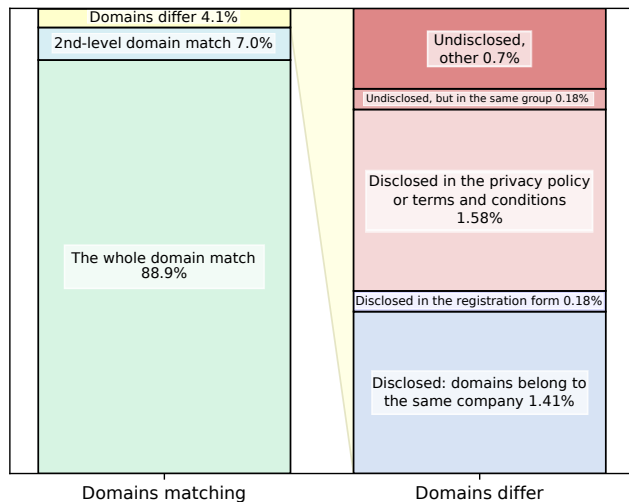 Domains differ 4.1%
2nd-level domain match 7.0%
The whole domain match
88.9%
Undisclosed,
other 0.7%
Undisclosed, but in the same group 0.18%
Disclosed in the privacy policy
or terms and conditions
1.58%
Disclosed in the registration form 0.18%
Disclosed: domains belong to
the same company 1.41%
Domains matching
Domains differ